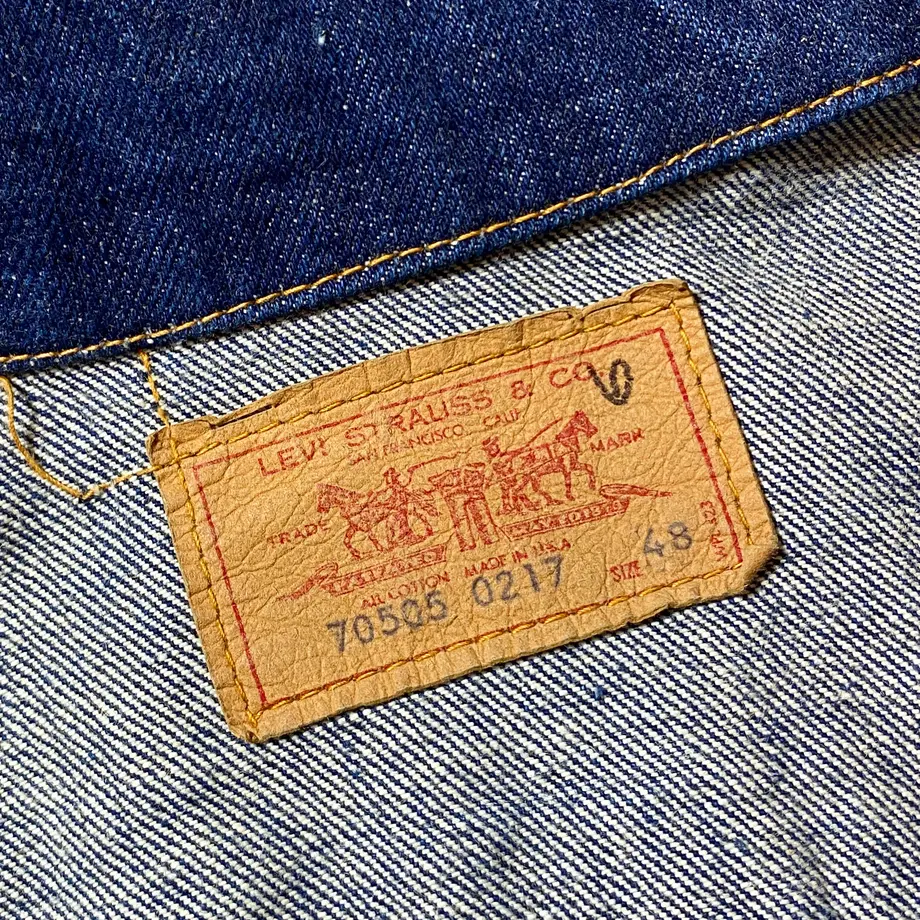 LEVI STRAUSS & CO
SAN FRANCISCO CALIF
TRADE MARK
ALL COTTON MADE IN U.S.A
70505 0217 SIZE 48